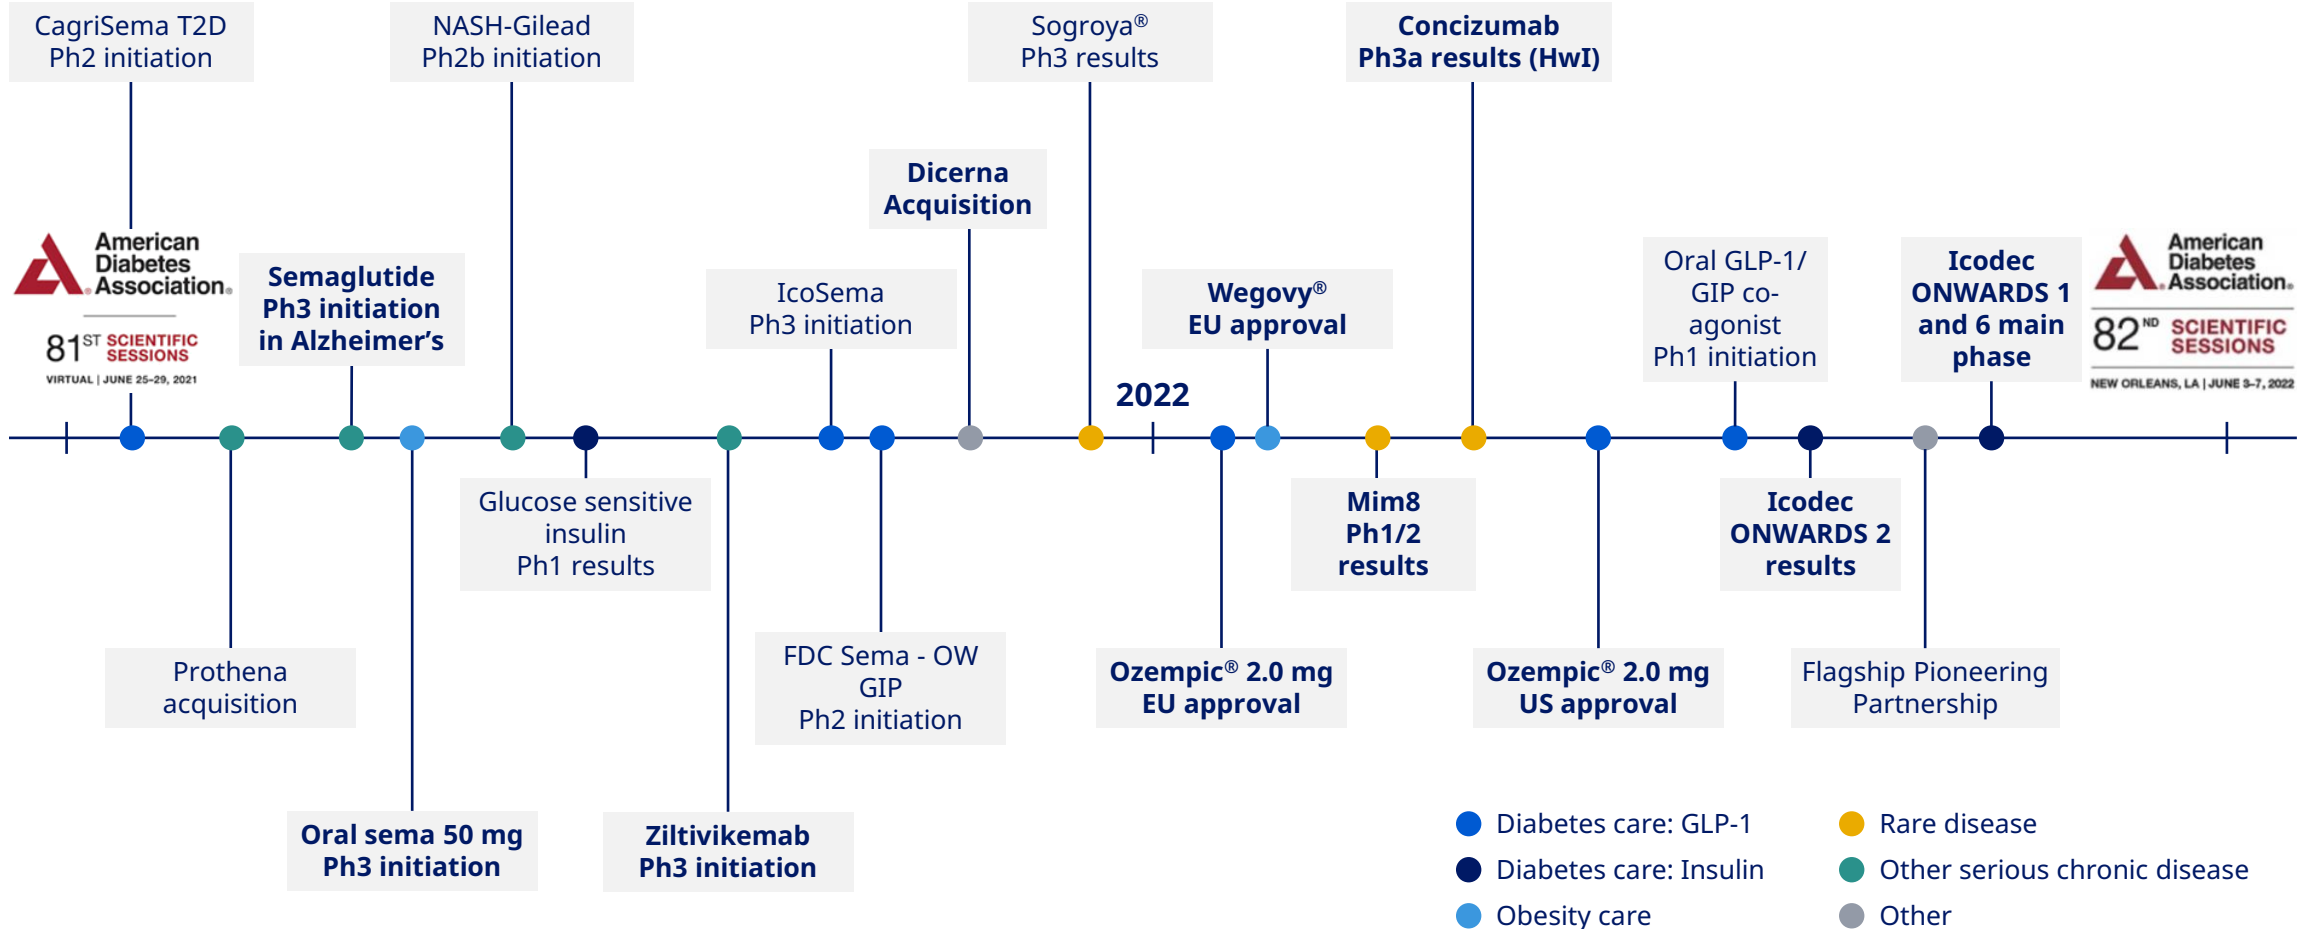 CagriSema T2D
Ph2 initiation
NASH-Gilead
Ph2b initiation
Sogroya®
Ph3 results
Concizumab
Ph3a results (HwI)
Dicerna
Acquisition
American
Diabetes
Association®
81ST SCIENTIFIC
SESSIONS
VIRTUAL | JUNE 25–29, 2021
Semaglutide
Ph3 initiation
in Alzheimer’s
IcoSema
Ph3 initiation
Wegovy®
EU approval
Oral GLP-1/
GIP co-
agonist
Ph1 initiation
Icodec
ONWARDS 1
and 6 main
phase
American
Diabetes
Association®
82ND SCIENTIFIC
SESSIONS
NEW ORLEANS, LA | JUNE 3–7, 2022
2022
Glucose sensitive
insulin
Ph1 results
Mim8
Ph1/2
results
Icodec
ONWARDS 2
results
Prothena
acquisition
FDC Sema - OW
GIP
Ph2 initiation
Ozempic® 2.0 mg
EU approval
Ozempic® 2.0 mg
US approval
Flagship Pioneering
Partnership
Oral sema 50 mg
Ph3 initiation
Ziltivikemab
Ph3 initiation
Diabetes care: GLP-1
Diabetes care: Insulin
Obesity care
Rare disease
Other serious chronic disease
Other